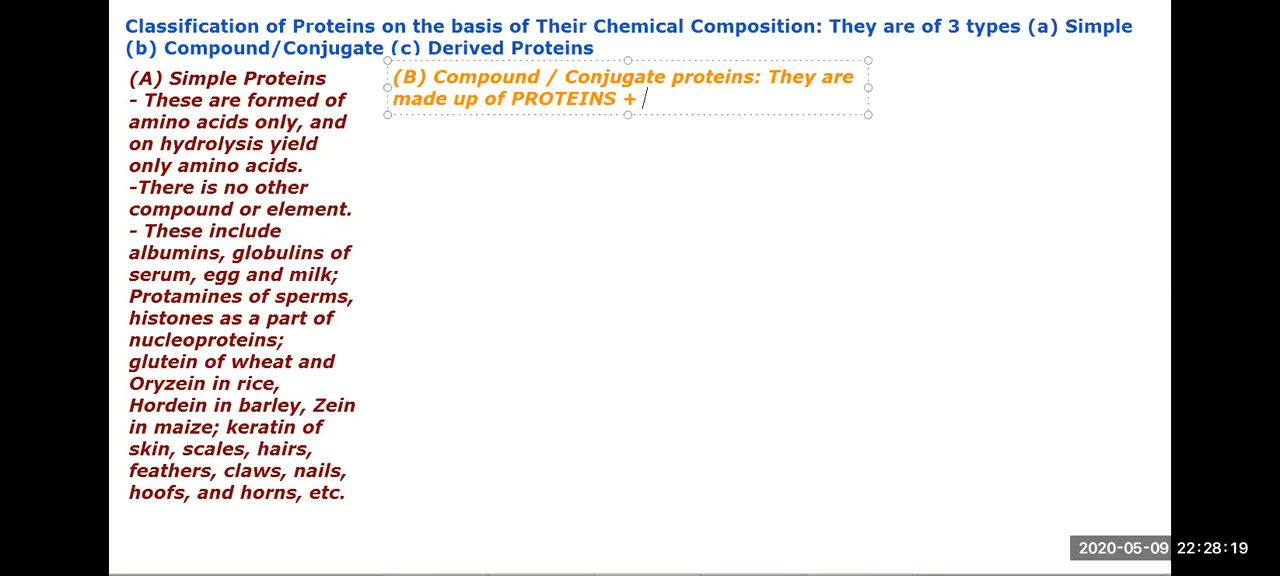 Classification of Proteins on the basis of Their Chemical Composition: They are of 3 types (a) Simple
(b) Compound/Conjugate (c) Derived Proteins
(A) Simple Proteins
- These are formed of
amino acids only, and
on hydrolysis yield
only amino acids.
-There is no other
compound or element.
- These include
albumins, globulins of
serum, egg and milk;
Protamines of sperms,
histones as a part of
nucleoproteins;
glutein of wheat and
Oryzein in rice,
Hordein in barley, Zein
in maize; keratin of
skin, scales, hairs,
feathers, claws, nails,
hoofs, and horns, etc.
(B) Compound / Conjugate proteins: They are
made up of PROTEINS +
2020-05-09 22:28:19